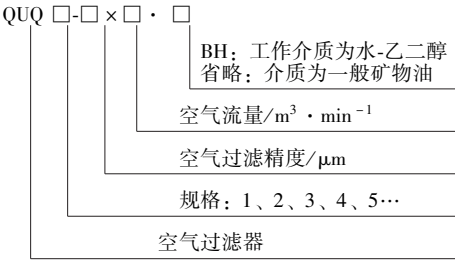 QUQ □-□×□·□
BH：工作介质为水-乙二醇
省略：介质为一般矿物油
空气流量/m³·min⁻¹
空气过滤精度/μm
规格：1、2、3、4、5…
空气过滤器